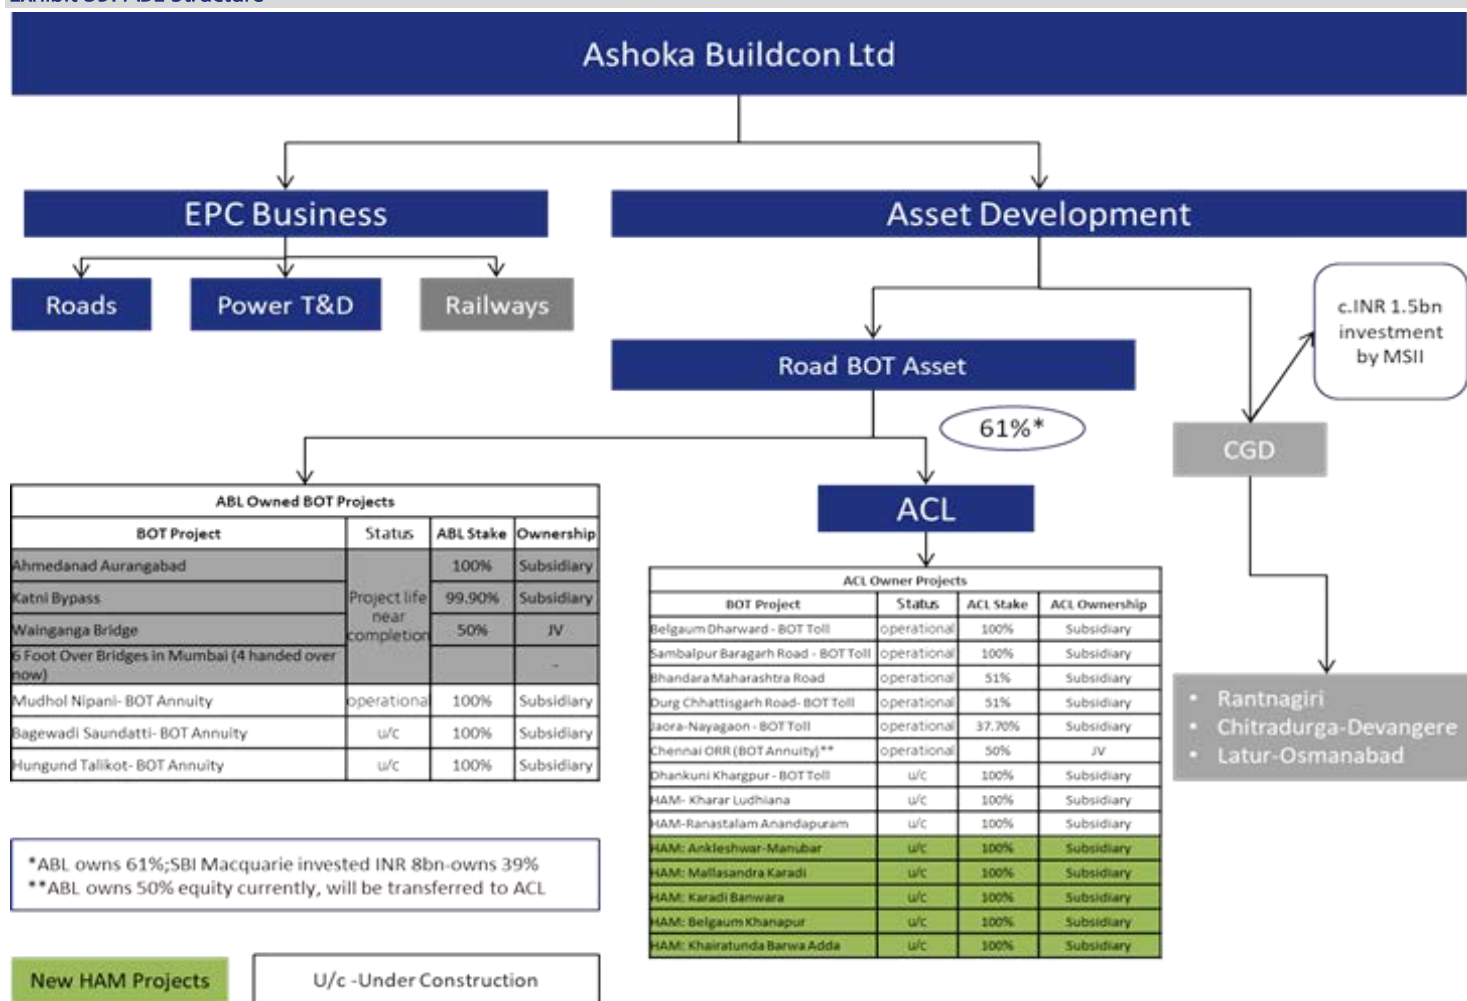 Exhibit 85: ABL Structure
Ashoka Buildcon Ltd
EPC Business
Asset Development
Roads
Power T&D
Railways
c.INR 1.5bn
investment
by MSII
Road BOT Asset
61%*
CGD
ACL
ABL Owned BOT Projects
BOT Project Status ABL Stake Ownership
Ahmedanad Aurangabad 100% Subsidiary
Katni Bypass 99.90% Subsidiary
Wainganga Bridge 50% JV
Project life
near
completion
6 Foot Over Bridges in Mumbai (4 handed over
now) -
Mudhol Nipani- BOT Annuity operational 100% Subsidiary
Bagewadi Saundatti- BOT Annuity u/c 100% Subsidiary
Hungund Talikot- BOT Annuity u/c 100% Subsidiary
ACL Owner Projects
BOT Project Status ACL Stake ACL Ownership
Belgaum Dharward - BOT Toll operational 100% Subsidiary
Sambalpur Baragarh Road - BOT Toll operational 100% Subsidiary
Bhandara Maharashtra Road operational 51% Subsidiary
Durg Chhattisgarh Road- BOT Toll operational 51% Subsidiary
Jaora-Nayagaon - BOT Toll operational 37.70% Subsidiary
Chennai ORR (BOT Annuity)** operational 50% JV
Dhankuni Khargpur - BOT Toll u/c 100% Subsidiary
HAM- Kharar Ludhiana u/c 100% Subsidiary
HAM-Ranastalam Anandapuram u/c 100% Subsidiary
HAM: Ankleshwar-Manubar u/c 100% Subsidiary
HAM: Mallasandra Karadi u/c 100% Subsidiary
HAM: Karadi Banwara u/c 100% Subsidiary
HAM: Belgaum Khanapur u/c 100% Subsidiary
HAM: Khairatunda Barwa Adda u/c 100% Subsidiary
• Rantnagiri
• Chitradurga-Devangere
• Latur-Osmanabad
*ABL owns 61%;SBI Macquarie invested INR 8bn-owns 39%
**ABL owns 50% equity currently, will be transferred to ACL
New HAM Projects
U/c -Under Construction